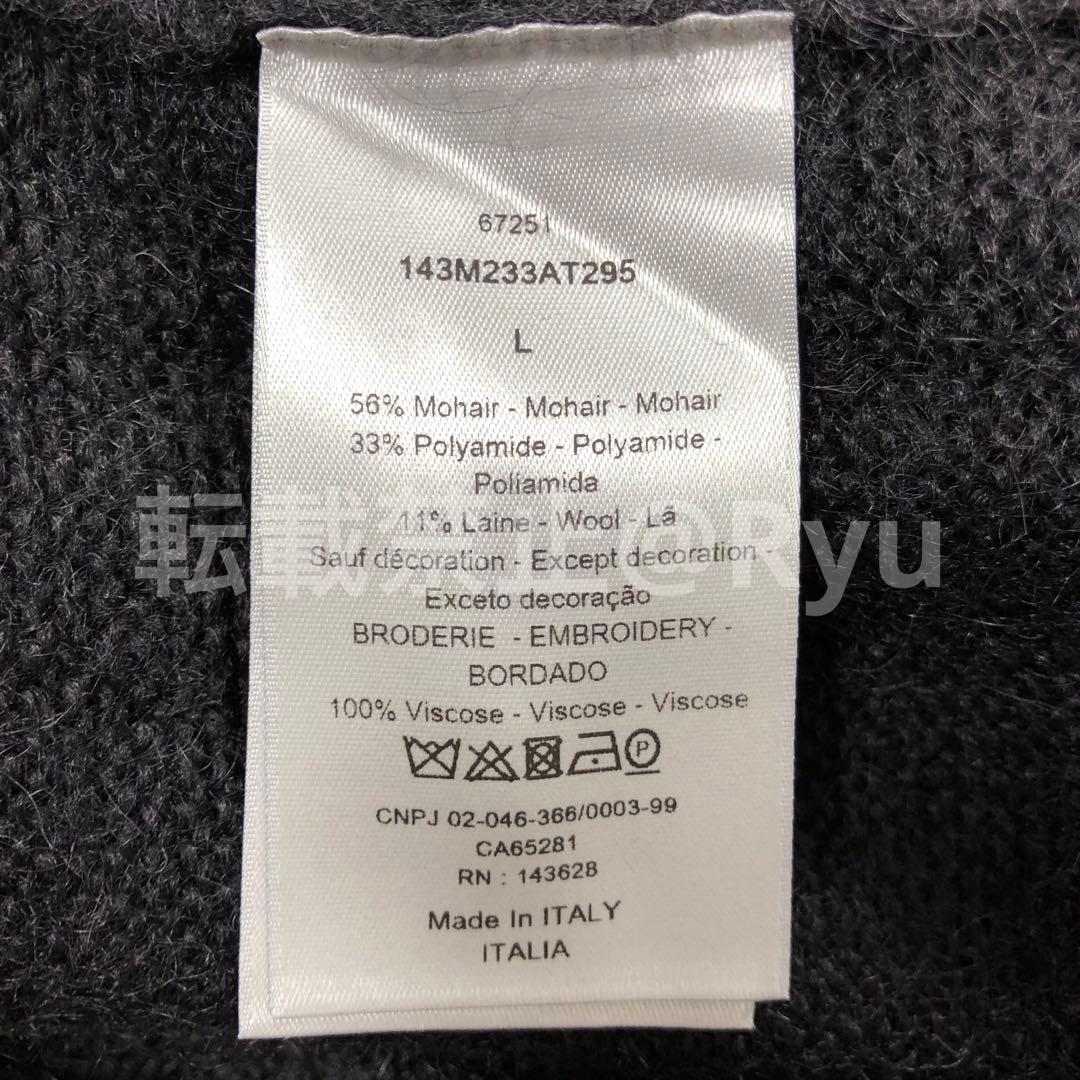 67251
143M233AT295
L
56% Mohair - Mohair - Mohair
33% Polyamide - Polyamide -
Poliamida
転載禁止@Ryu
11% Laine - Wool - Lã
Sauf décoration - Except decoration -
Exceto decoração
BRODERIE - EMBROIDERY -
BORDADO
100% Viscose - Viscose - Viscose
P
CNPJ 02-046-366/0003-99
CA65281
RN : 143628
Made In ITALY
ITALIA